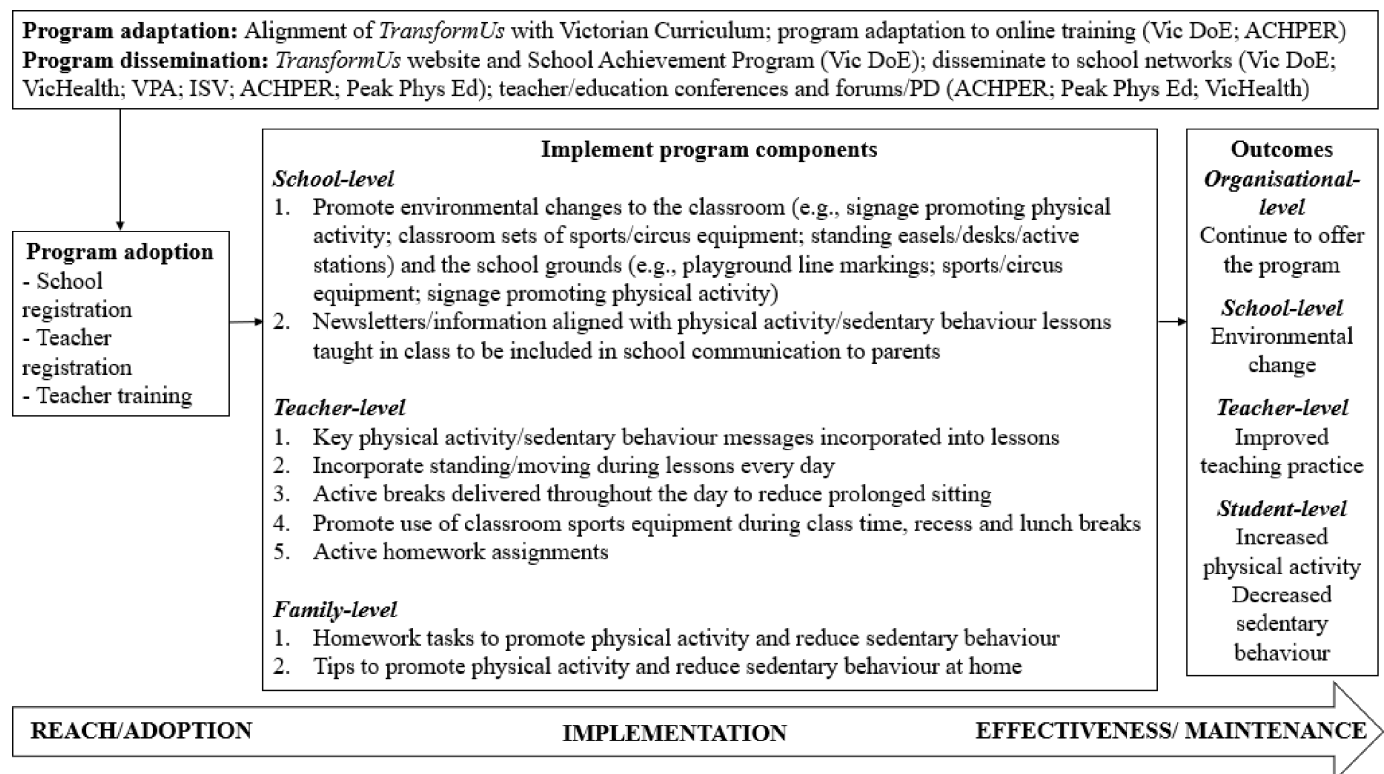 Program adaptation: Alignment of TransformUs with Victorian Curriculum; program adaptation to online training (Vic DoE; ACHPER)
Program dissemination: TransformUs website and School Achievement Program (Vic DoE); disseminate to school networks (Vic DoE;
VicHealth; VPA; ISV; ACHPER; Peak Phys Ed); teacher/education conferences and forums/PD (ACHPER; Peak Phys Ed; VicHealth)
Program adoption
- School
registration
- Teacher
registration
- Teacher training
Implement program components
School-level
1. Promote environmental changes to the classroom (e.g., signage promoting physical
activity; classroom sets of sports/circus equipment; standing easels/desks/active
stations) and the school grounds (e.g., playground line markings; sports/circus
equipment; signage promoting physical activity)
2. Newsletters/information aligned with physical activity/sedentary behaviour lessons
taught in class to be included in school communication to parents
Teacher-level
1. Key physical activity/sedentary behaviour messages incorporated into lessons
2. Incorporate standing/moving during lessons every day
3. Active breaks delivered throughout the day to reduce prolonged sitting
4. Promote use of classroom sports equipment during class time, recess and lunch breaks
5. Active homework assignments
Family-level
1. Homework tasks to promote physical activity and reduce sedentary behaviour
2. Tips to promote physical activity and reduce sedentary behaviour at home
Outcomes
Organisational-
level
Continue to offer
the program
School-level
Environmental
change
Teacher-level
Improved
teaching practice
Student-level
Increased
physical activity
Decreased
sedentary
behaviour
REACH/ADOPTION
IMPLEMENTATION
EFFECTIVENESS/ MAINTENANCE